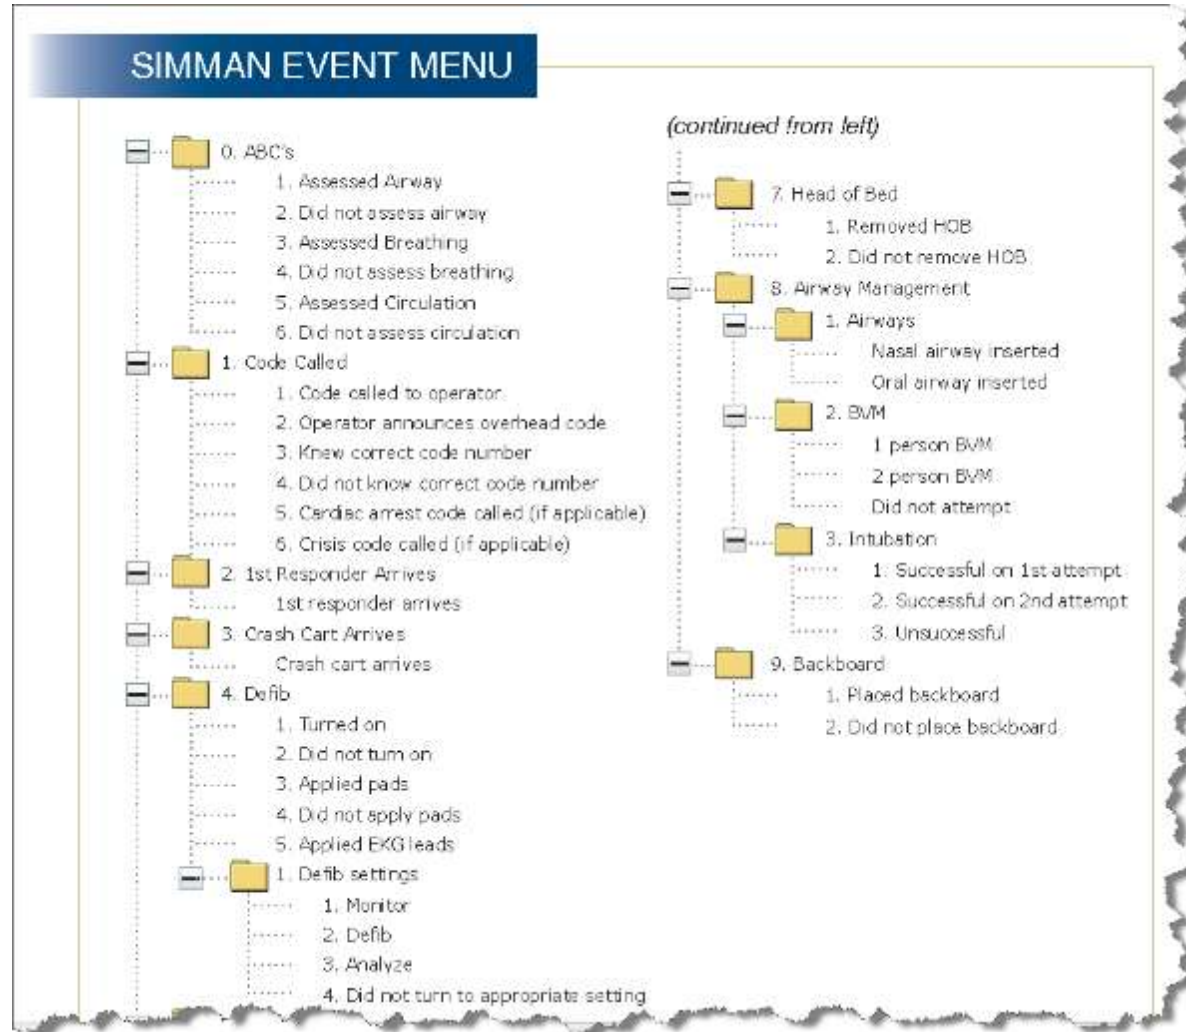 SIMMAN EVENT MENU
0. ABC's
1. Assessed Airway
2. Did not assess airway
3. Assessed Breathing
4. Did not assess breathing
5. Assessed Circulation
6. Did not assess circulation
1. Code Called
1. Code called to operator
2. Operator announces overhead code
3. Knew correct code number
4. Did not know correct code number
5. Cardiac arrest code called (if applicable)
6. Crisis code called (if applicable)
2. 1st Responder Arrives
1st responder arrives
3. Crash Cart Arrives
Crash cart arrives
4. Defib
1. Turned on
2. Did not turn on
3. Applied pads
4. Did not apply pads
5. Applied EKG leads
1. Defib settings
1. Monitor
2. Defib
3. Analyze
4. Did not turn to appropriate setting
(continued from left)
7. Head of Bed
1. Removed HOB
2. Did not remove HOB
8. Airway Management
1. Airways
Nasal airway inserted
Oral airway inserted
2. BVM
1 person BVM
2 person BVM
Did not attempt
3. Intubation
1. Successful on 1st attempt
2. Successful on 2nd attempt
3. Unsuccessful
9. Backboard
1. Placed backboard
2. Did not place backboard